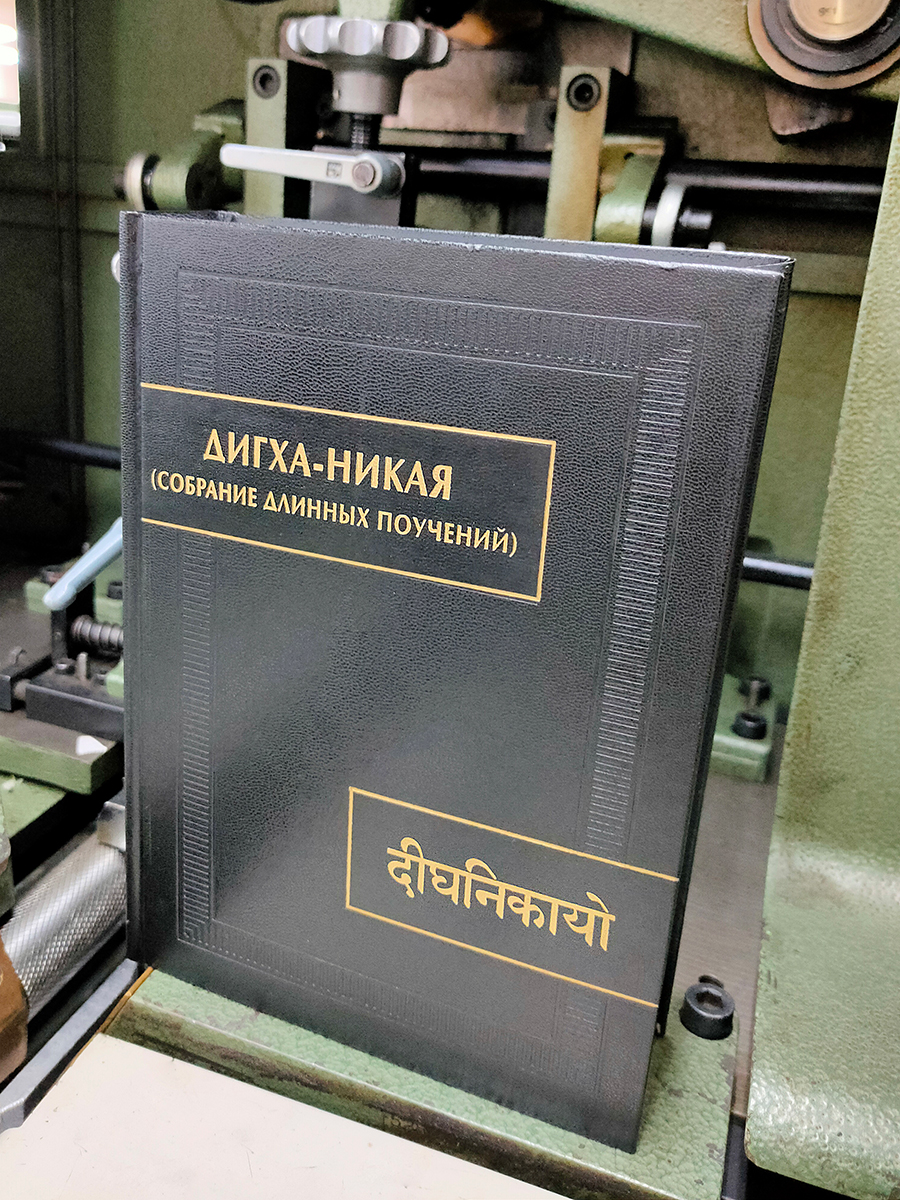 ДИГХА-НИКАЯ
(СОБРАНИЕ ДЛИННЫХ ПОУЧЕНИЙ)
दीघनिकायो